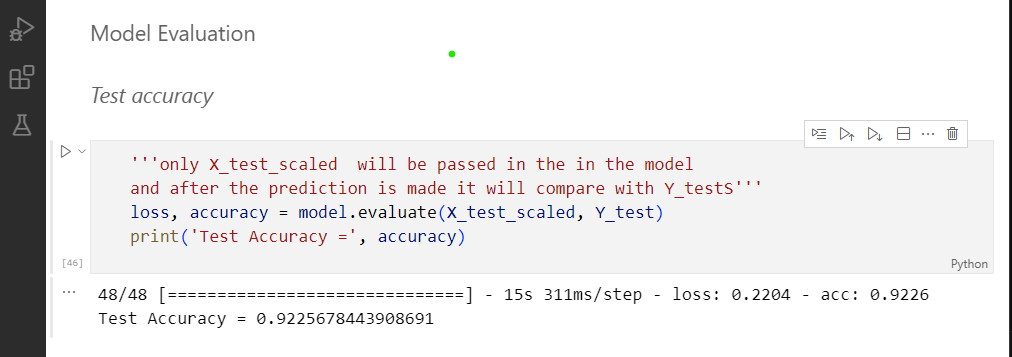 Model Evaluation
Test accuracy
'''only X_test_scaled  will be passed in the in the model
and after the prediction is made it will compare with Y_testS'''
loss, accuracy = model.evaluate(X_test_scaled, Y_test)
print('Test Accuracy =', accuracy)
[46]
Python
48/48 [==============================] - 15s 311ms/step - loss: 0.2204 - acc: 0.9226
Test Accuracy = 0.9225678443908691